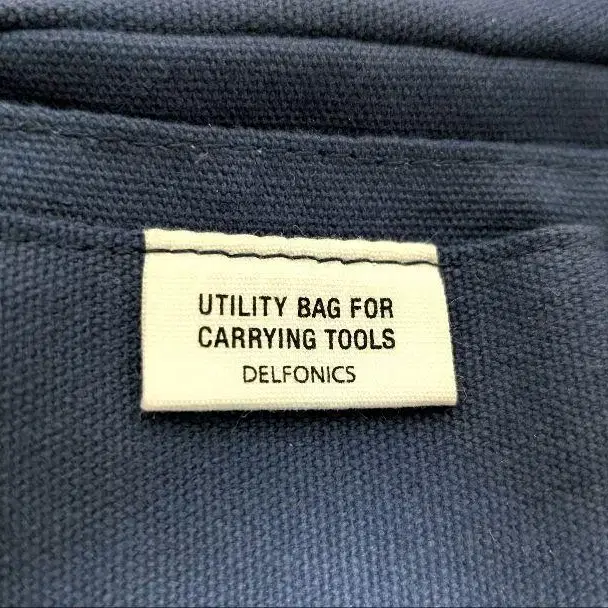 UTILITY BAG FOR
CARRYING TOOLS
DELFONICS